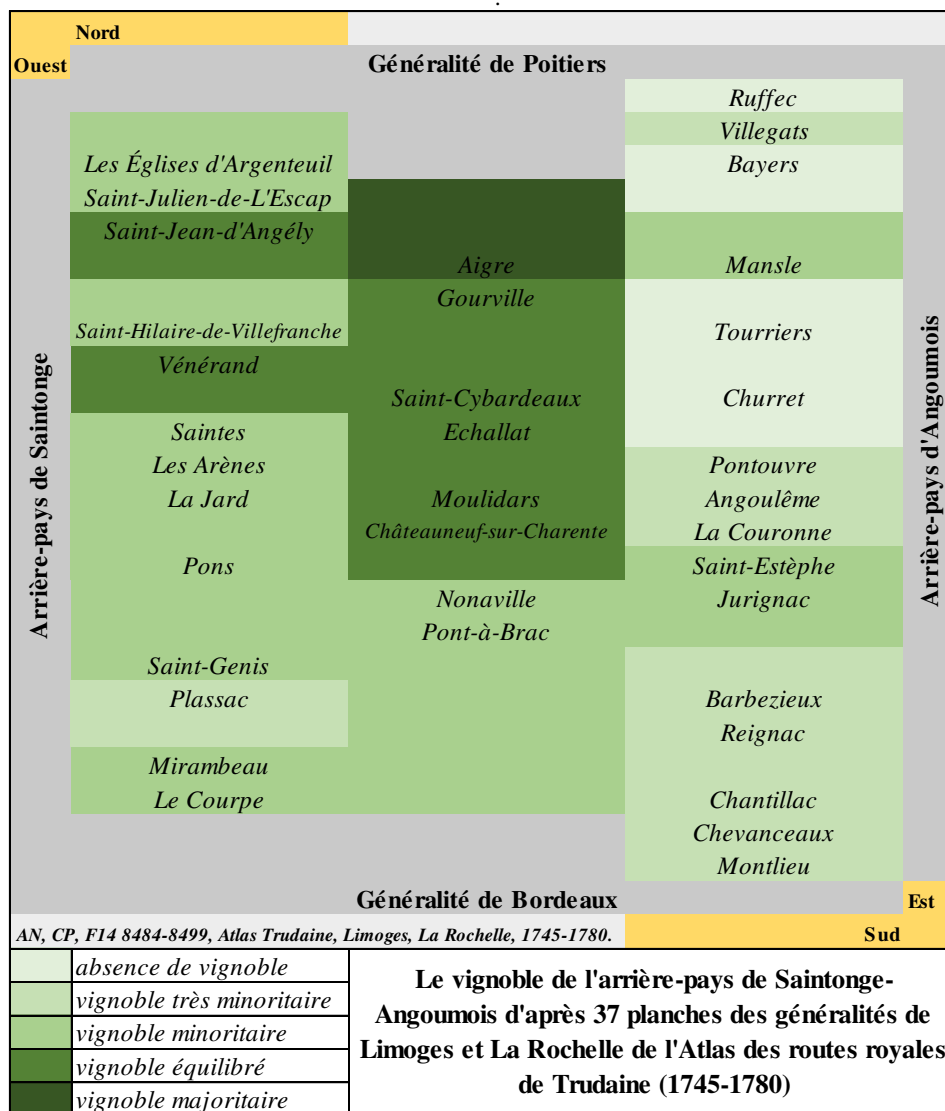 Nord
Ouest
Généralité de Poitiers
Ruffec
Villegats
Les Églises d'Argenteuil
Bayers
Saint-Julien-de-L'Escap
Saint-Jean-d'Angély
Aigre
Mansle
Gourville
Saint-Hilaire-de-Villefranche
Tourriers
Vénérand
Saint-Cybardeaux
Churret
Saintes
Echallat
Les Arènes
Pontouvre
La Jard
Moulidars
Angoulême
Châteauneuf-sur-Charente
La Couronne
Pons
Saint-Estèphe
Nonaville
Jurignac
Pont-à-Brac
Saint-Genis
Plassac
Barbezieux
Reignac
Mirambeau
Le Courpe
Chantillac
Chevanceaux
Montlieu
Arrière-pays de Saintonge
Arrière-pays d'Angoumois
Généralité de Bordeaux
Est
AN, CP, F14 8484-8499, Atlas Trudaine, Limoges, La Rochelle, 1745-1780.
Sud
absence de vignoble
vignoble très minoritaire
vignoble minoritaire
vignoble équilibré
vignoble majoritaire
Le vignoble de l'arrière-pays de Saintonge-
Angoumois d'après 37 planches des généralités de
Limoges et La Rochelle de l'Atlas des routes royales
de Trudaine (1745-1780)